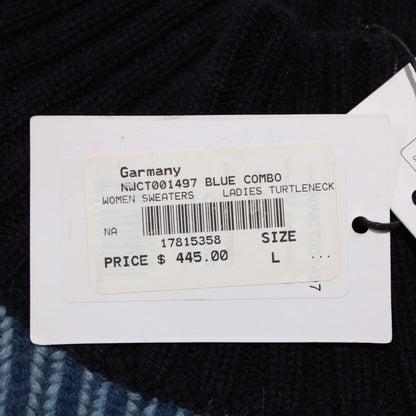 Garmany
NWCT001497 BLUE COMBO
WOMEN SWEATERS LADIES TURTLENECK
NA
17815358 SIZE
PRICE $ 445.00 L ...